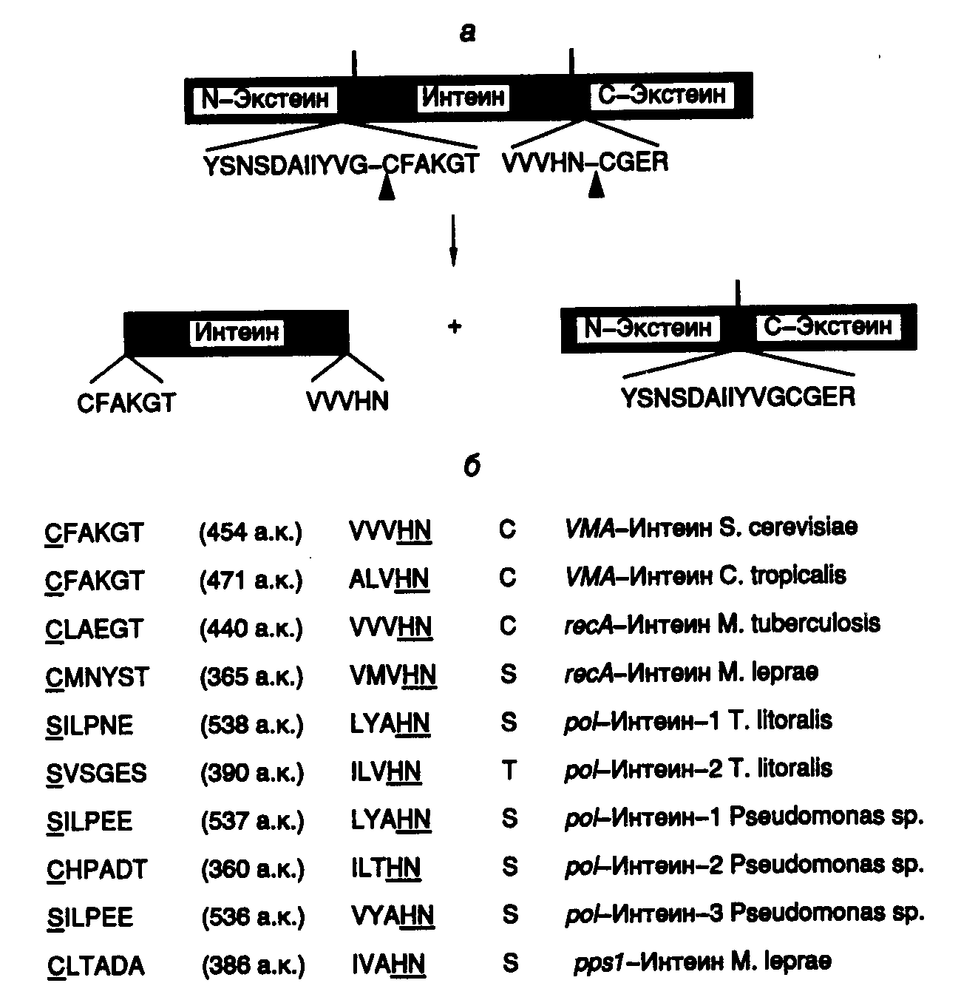 а
N–Экстеин Интеин C–Экстеин
YSNSDAIIYVG–CFAKGT VVVHN–CGER
Интеин + N–Экстеин C–Экстеин
CFAKGT VVVHN YSNSDAIIYVGCGER
б
CFAKGT (454 а.к.) VVVHN C VMA–Интеин S. cerevisiae
CFAKGT (471 а.к.) ALVHN C VMA–Интеин C. tropicalis
CLAEGT (440 а.к.) VVVHN C recA–Интеин M. tuberculosis
CMNYST (365 а.к.) VMVHN S recA–Интеин M. leprae
SILPNE (538 а.к.) LYAHN S pol–Интеин–1 T. litoralis
SVSGES (390 а.к.) ILVHN T pol–Интеин–2 T. litoralis
SILPEE (537 а.к.) LYAHN S pol–Интеин–1 Pseudomonas sp.
CHPADT (360 а.к.) ILTHN S pol–Интеин–2 Pseudomonas sp.
SILPEE (536 а.к.) VYAHN S pol–Интеин–3 Pseudomonas sp.
CLTADA (386 а.к.) IVAHN S pps1–Интеин M. leprae